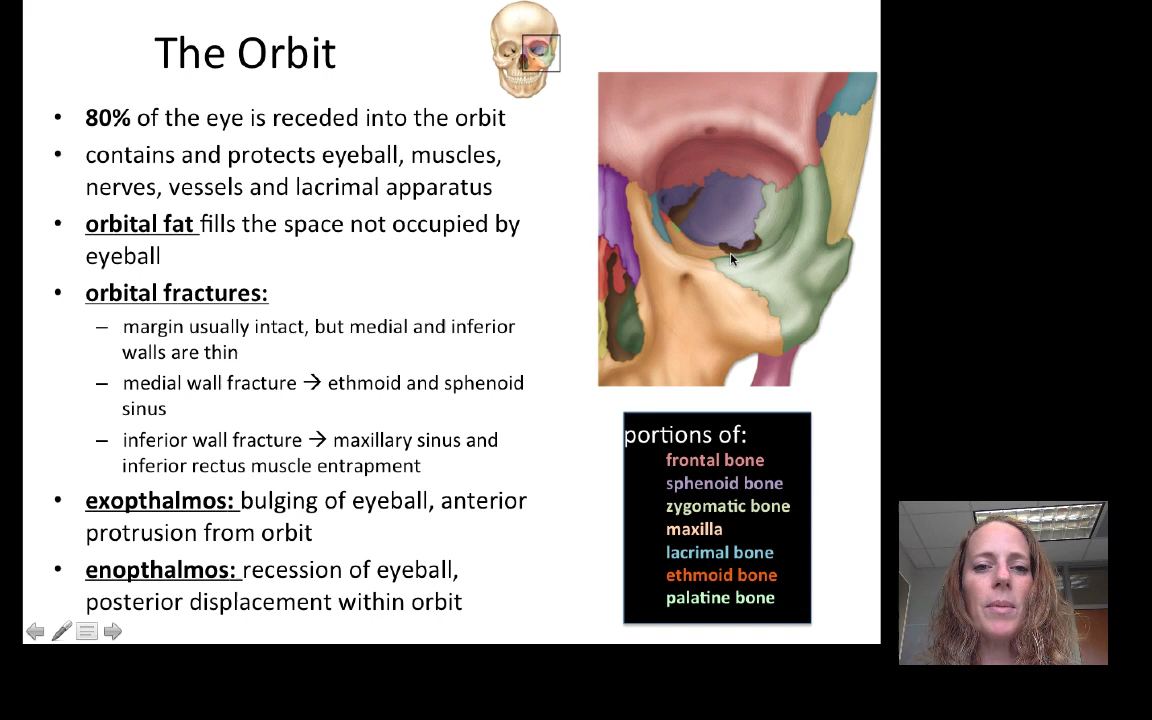 The Orbit
• 80% of the eye is receded into the orbit
• contains and protects eyeball, muscles,
nerves, vessels and lacrimal apparatus
• orbital fat fills the space not occupied by
eyeball
• orbital fractures:
– margin usually intact, but medial and inferior
walls are thin
– medial wall fracture → ethmoid and sphenoid
sinus
– inferior wall fracture → maxillary sinus and
inferior rectus muscle entrapment
• exopthalmos: bulging of eyeball, anterior
protrusion from orbit
• enopthalmos: recession of eyeball,
posterior displacement within orbit
portions of:
frontal bone
sphenoid bone
zygomatic bone
maxilla
lacrimal bone
ethmoid bone
palatine bone